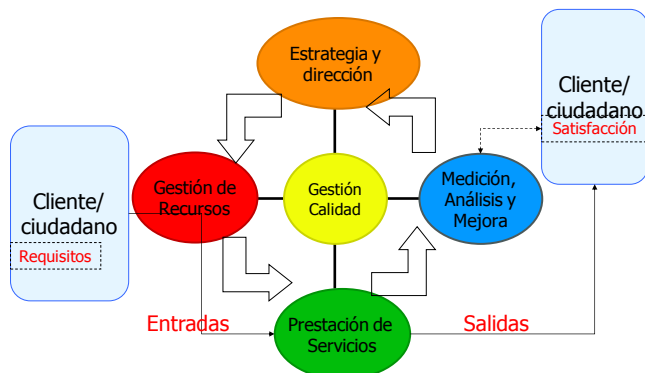 Estrategia y
dirección
Cliente/
ciudadano
Satisfacción
Cliente/
ciudadano
Requisitos
Gestión de
Recursos
Gestión
Calidad
Medición,
Análisis y
Mejora
Entradas
Prestación de
Servicios
Salidas